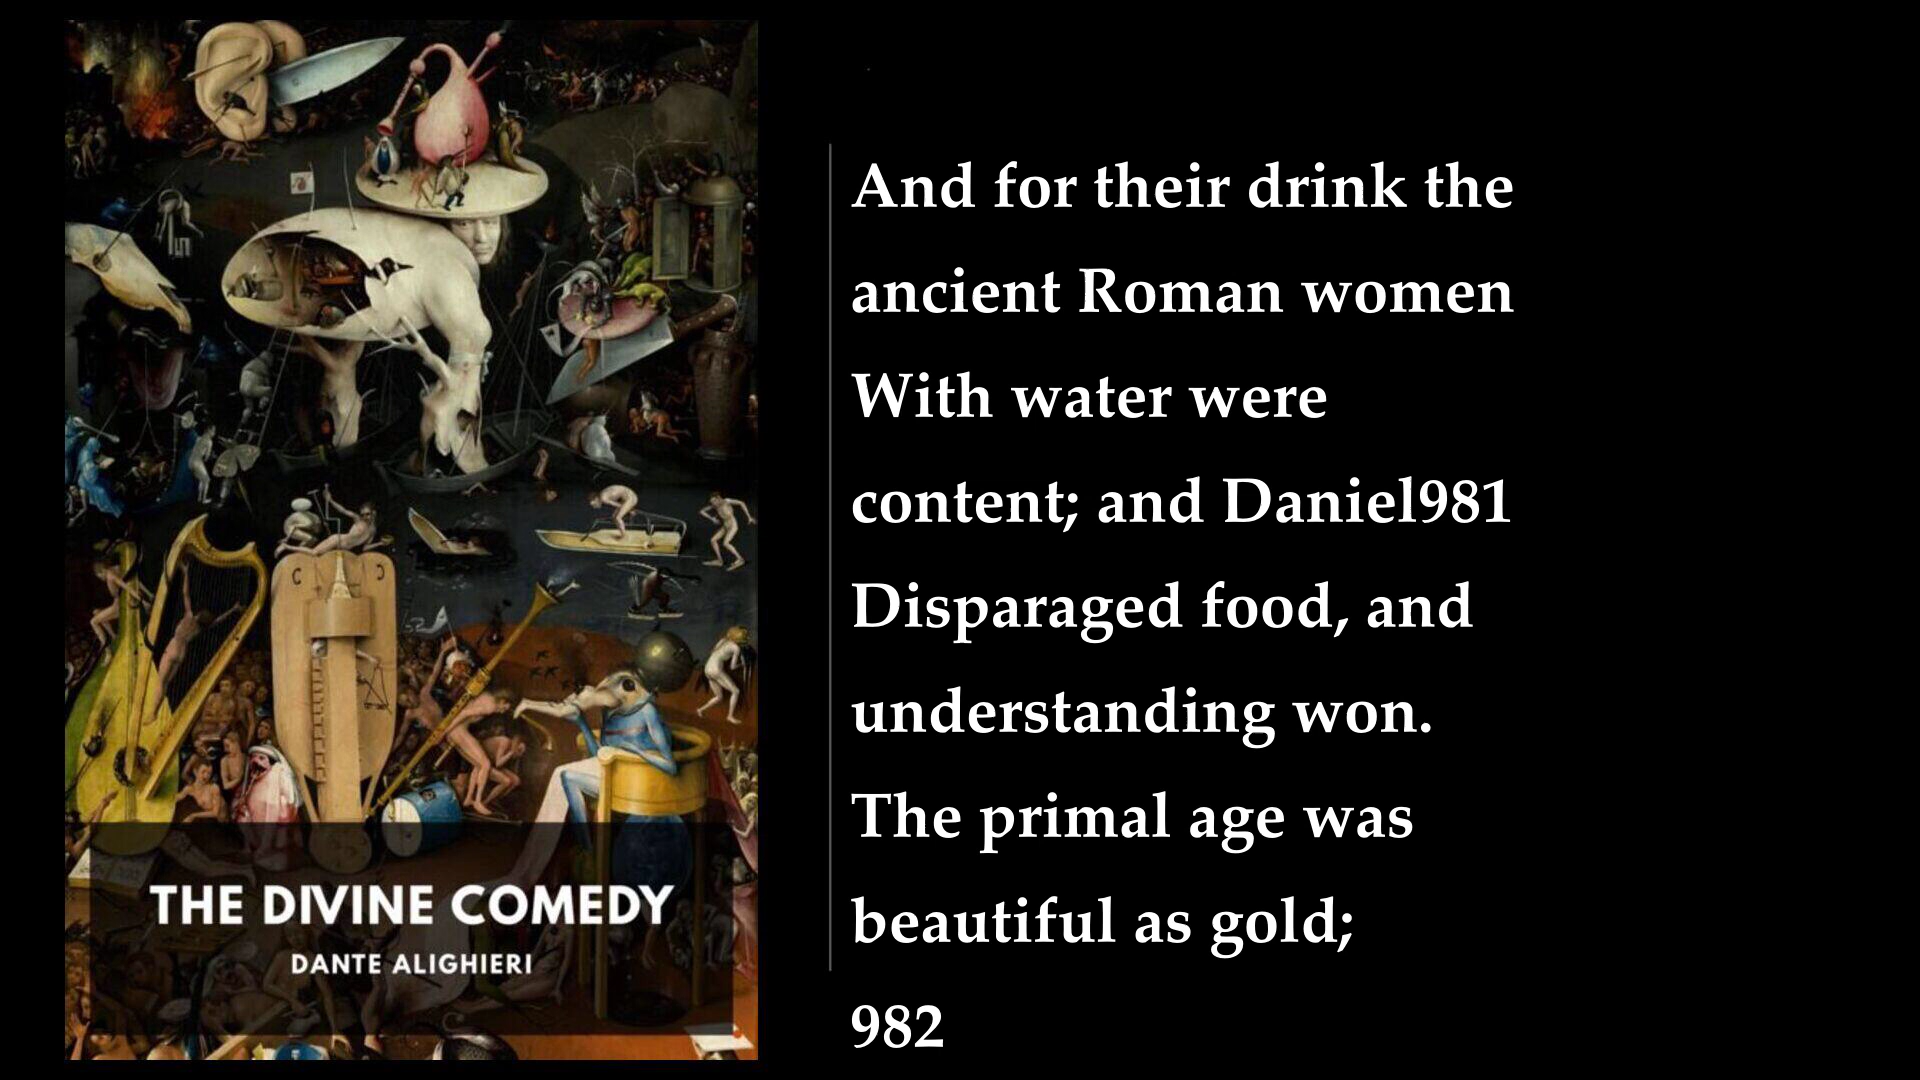 THE DIVINE COMEDY
DANTE ALIGHIERI
And for their drink the
ancient Roman women
With water were
content; and Daniel981
Disparaged food, and
understanding won.
The primal age was
beautiful as gold;
982